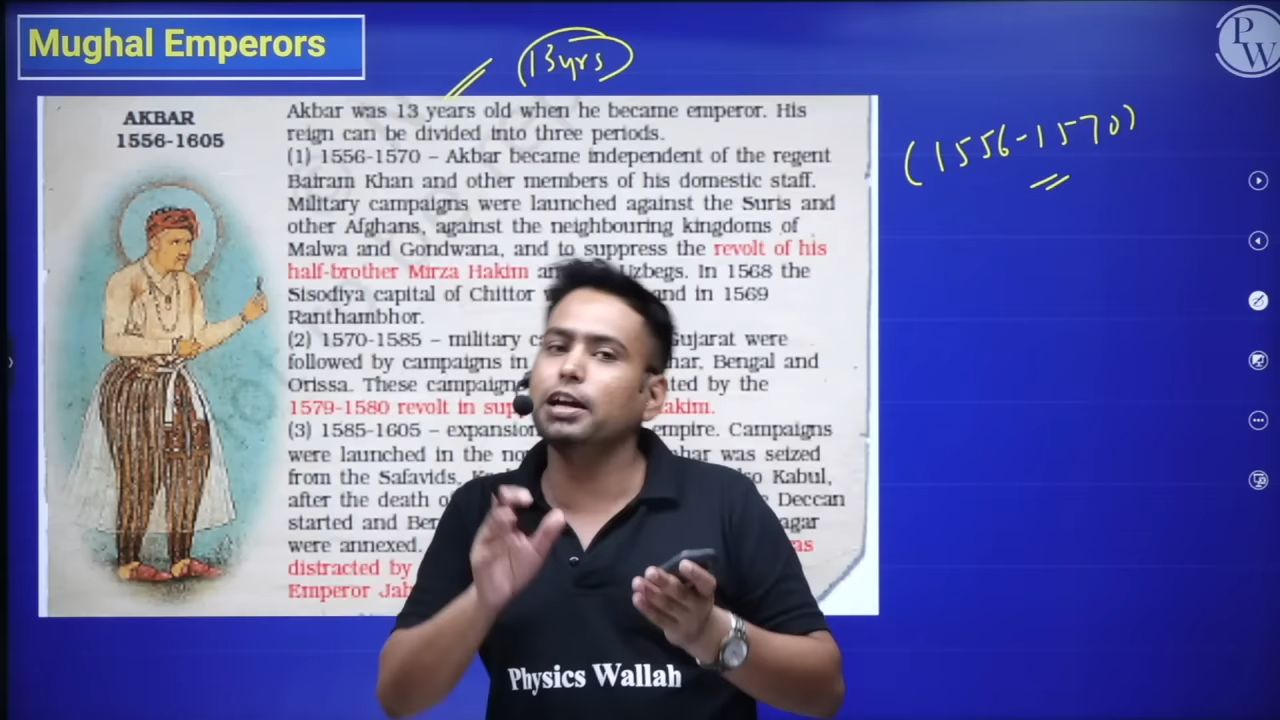 Mughal Emperors
13yrs
PW
(1556-1570)
AKBAR
1556-1605
Akbar was 13 years old when he became emperor. His
reign can be divided into three periods.
(1) 1556-1570 – Akbar became independent of the regent
Bairam Khan and other members of his domestic staff.
Military campaigns were launched against the Suris and
other Afghans, against the neighbouring kingdoms of
Malwa and Gondwana, and to suppress the revolt of his
half-brother Mirza Hakim Uzbegs. In 1568 the
Sisodiya capital of Chittor and in 1569
Ranthambhor.
(2) 1570-1585 – military Gujarat were
followed by campaigns in Bengal and
Orissa. These by the
1579-1580 revolt in
(3) 1585-1605 – expansion empire. Campaigns
were launched in the was seized
from the Safavids, Kabul,
after the death Deccan
started and
were annexed.
distracted by
Emperor
Physics Wallah